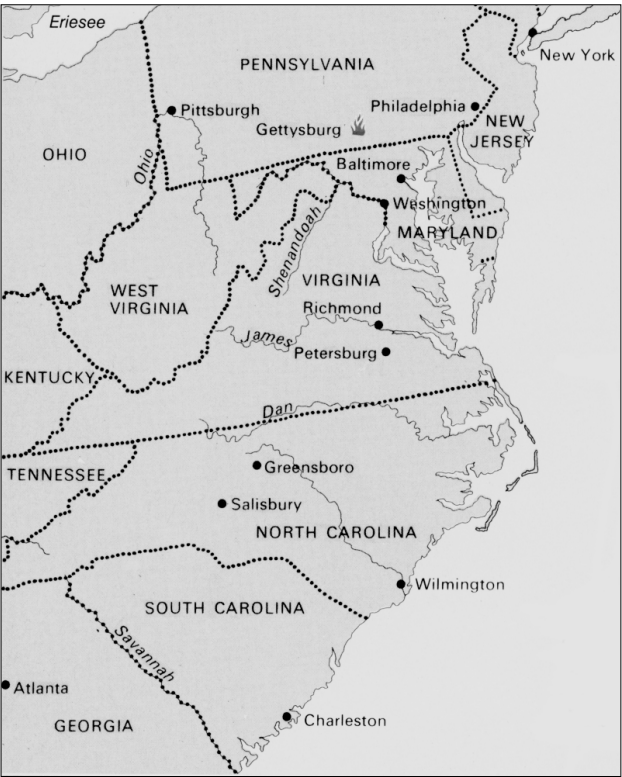 Eriesee
New York
PENNSYLVANIA
Pittsburgh
Philadelphia
Gettysburg
NEW
JERSEY
OHIO
Ohio
Baltimore
Washington
MARYLAND
Shenandoah
WEST
VIRGINIA
VIRGINIA
Richmond
James
Petersburg
KENTUCKY
Dan
TENNESSEE
Greensboro
Salisbury
NORTH CAROLINA
Wilmington
SOUTH CAROLINA
Savannah
Atlanta
GEORGIA
Charleston